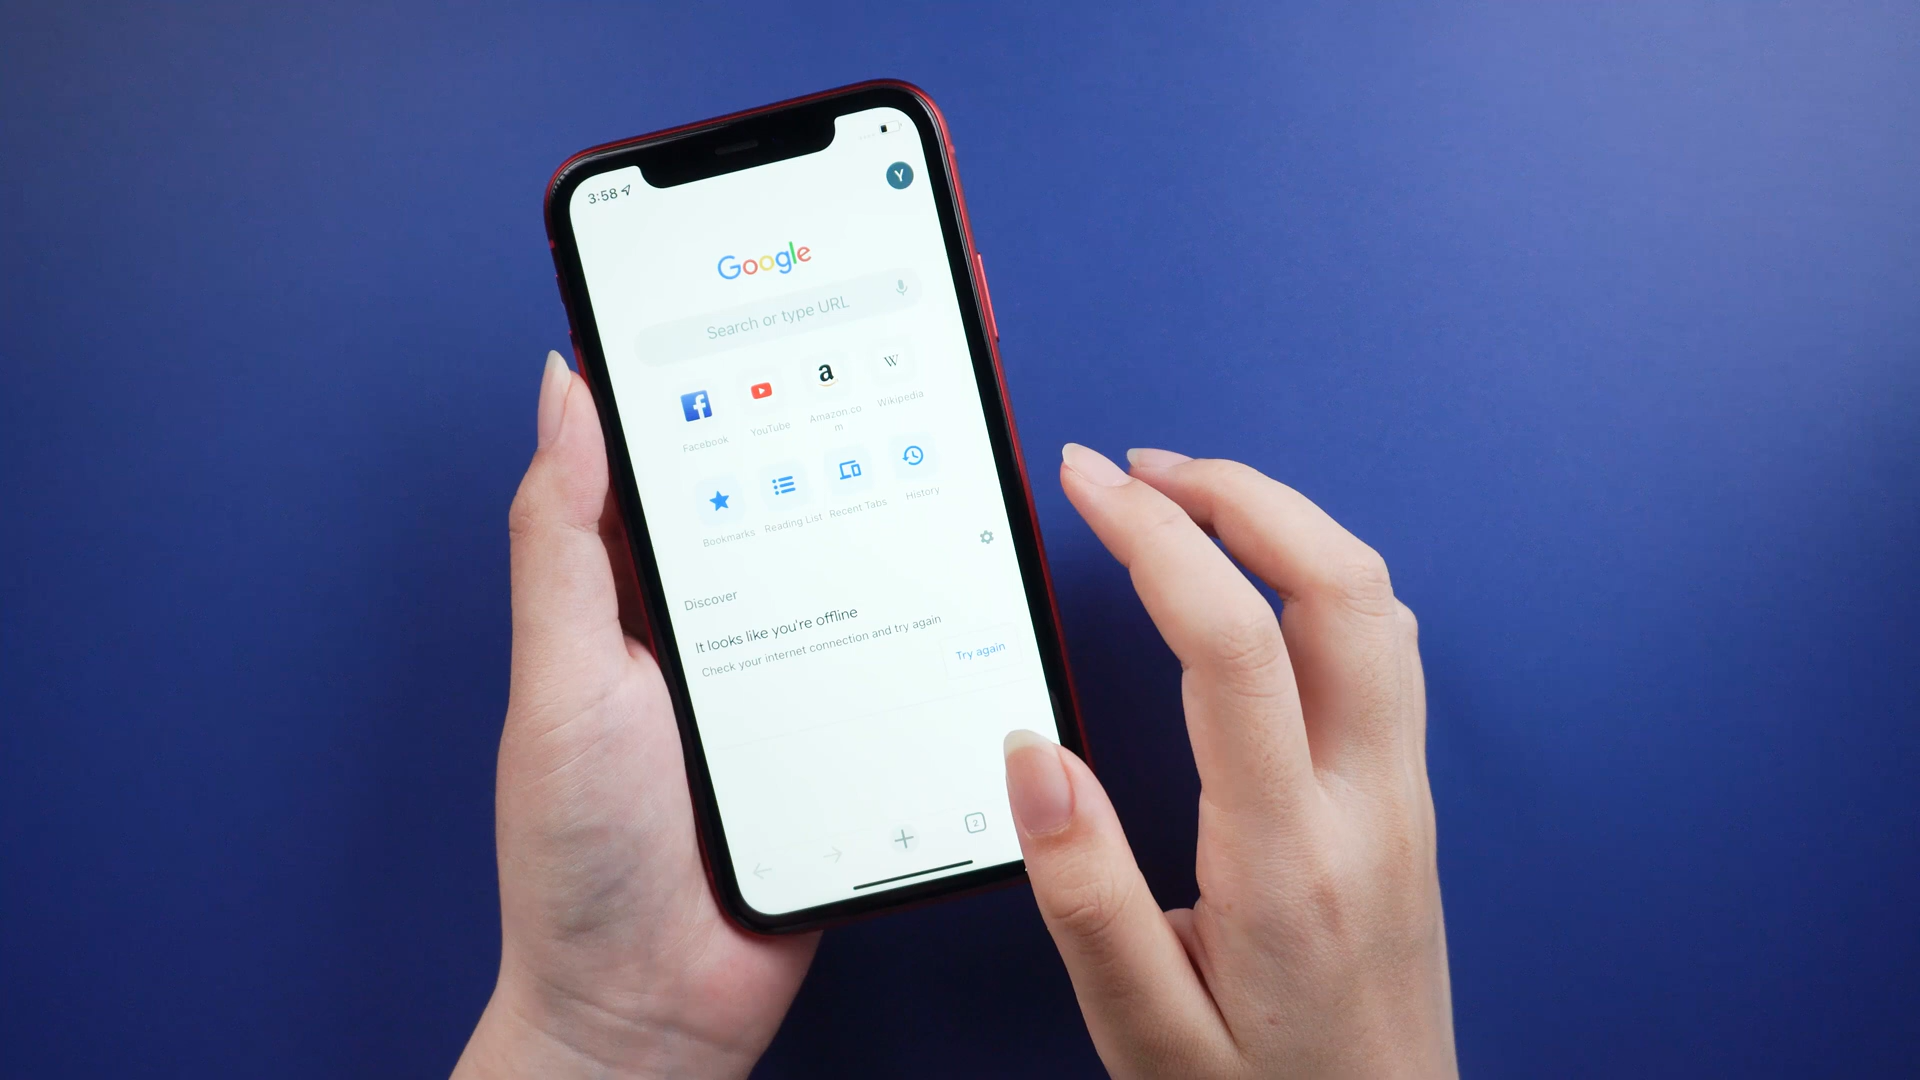 3:58
Y
Google
Search or type URL
Facebook
YouTube
Amazon.co
m
Wikipedia
Bookmarks
Reading List
Recent Tabs
History
Discover
It looks like you're offline
Check your internet connection and try again
Try again
2